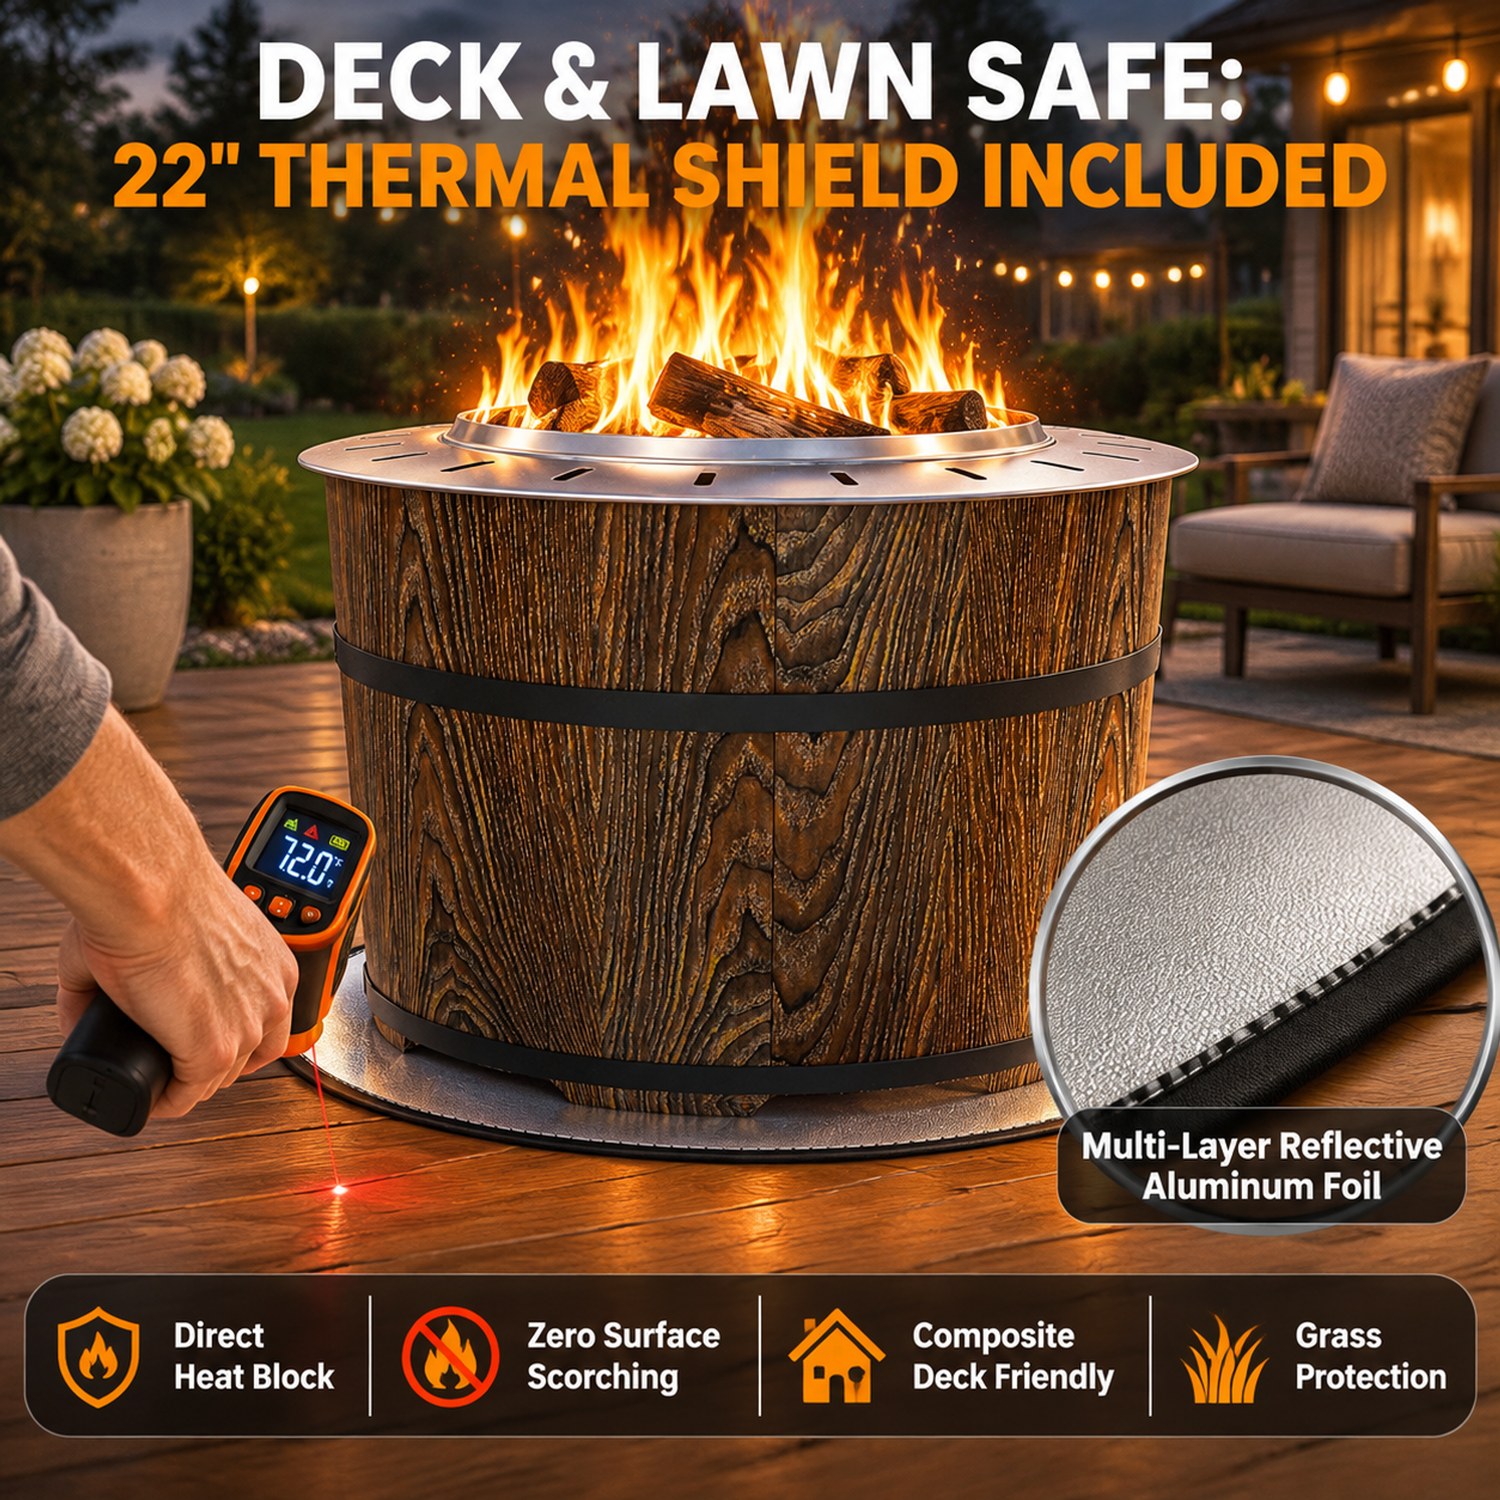 DECK & LAWN SAFE:
22" THERMAL SHIELD INCLUDED
72.0
°F
Multi-Layer Reflective
Aluminum Foil
Direct
Heat Block
Zero Surface
Scorching
Composite
Deck Friendly
Grass
Protection